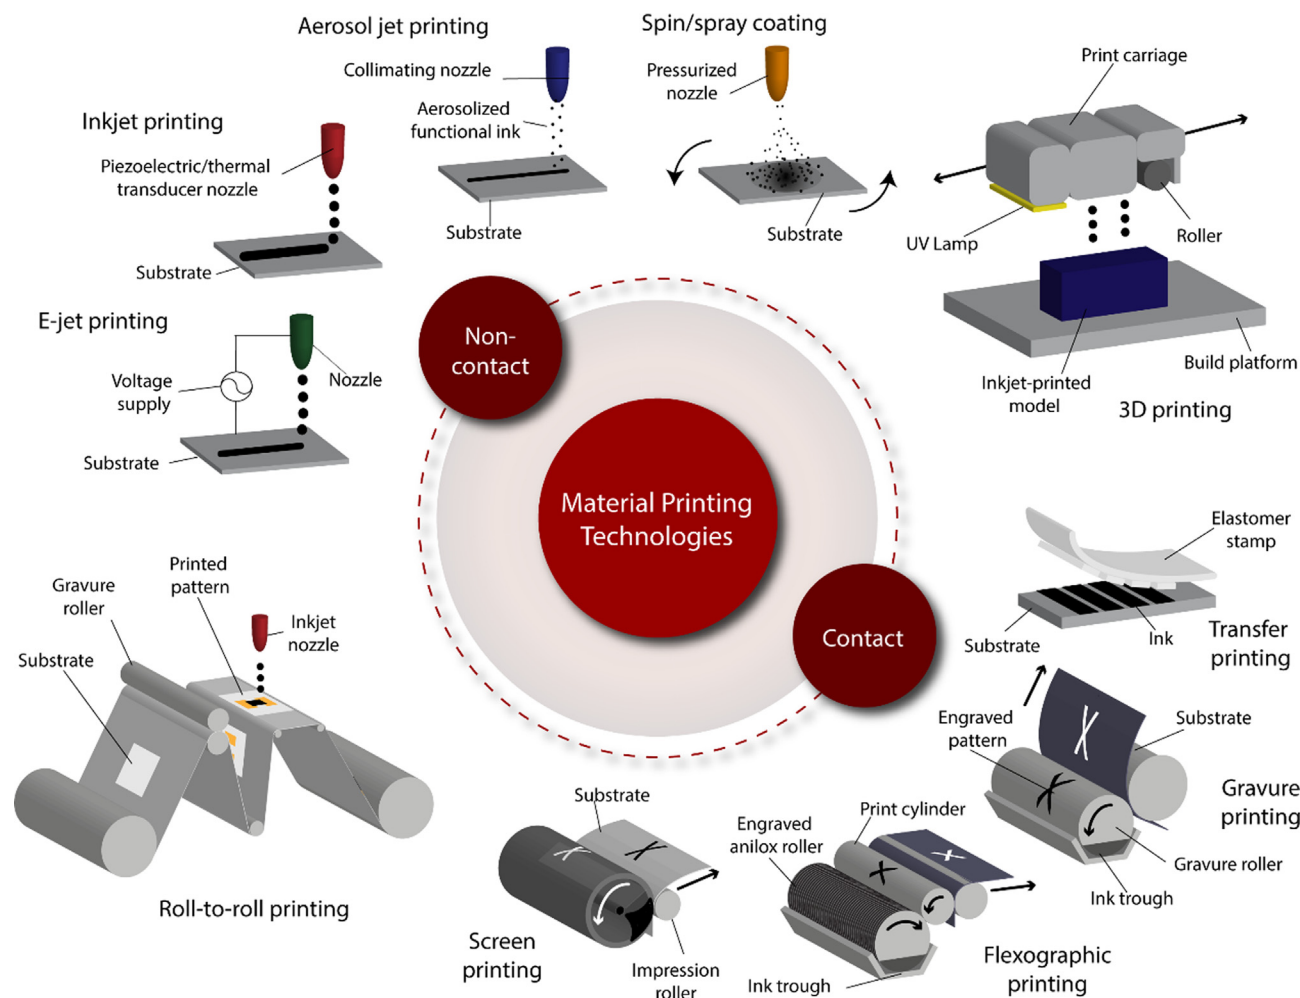 Aerosol jet printing
Collimating nozzle
Aerosolized
functional ink
Substrate
Spin/spray coating
Pressurized
nozzle
Substrate
Print carriage
UV Lamp
Roller
Build platform
Inkjet-printed
model
3D printing
Inkjet printing
Piezoelectric/thermal
transducer nozzle
Substrate
E-jet printing
Voltage
supply
Nozzle
Substrate
Non-
contact
Material Printing
Technologies
Contact
Elastomer
stamp
Substrate
Ink
Transfer
printing
Engraved
pattern
Substrate
Gravure
printing
Gravure roller
Ink trough
Printed
pattern
Gravure
roller
Inkjet
nozzle
Substrate
Roll-to-roll printing
Substrate
Screen
printing
Impression
roller
Print cylinder
Engraved
anilox roller
Ink trough
Flexographic
printing